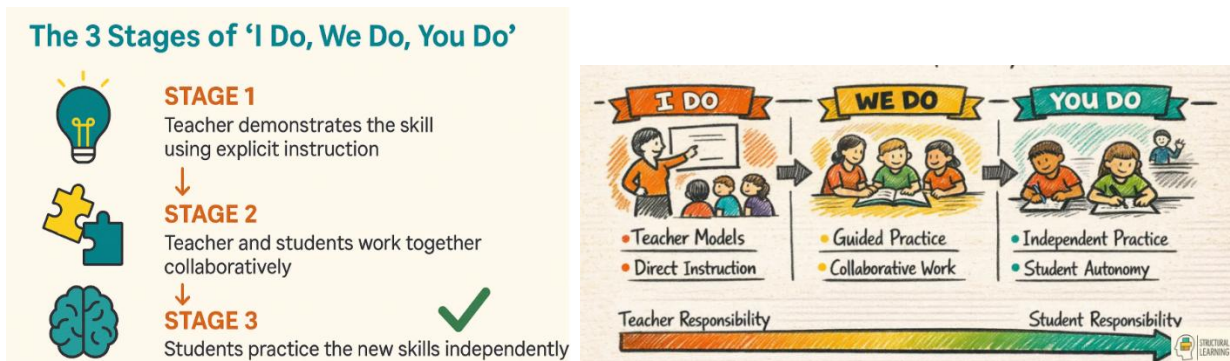 The 3 Stages of ‘I Do, We Do, You Do’
STAGE 1
Teacher demonstrates the skill
using explicit instruction
STAGE 2
Teacher and students work together
collaboratively
STAGE 3
Students practice the new skills independently
I DO
WE DO
YOU DO
• Teacher Models
• Direct Instruction
• Guided Practice
• Collaborative Work
• Independent Practice
• Student Autonomy
Teacher Responsibility
Student Responsibility
STRUCTURAL
LEARNING